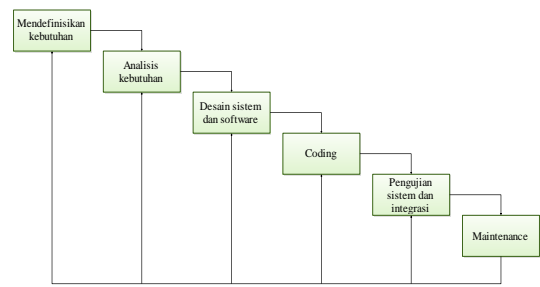 Mendefinisikan
kebutuhan
Analisis
kebutuhan
Desain sistem
dan software
Coding
Pengujian
sistem dan
integrasi
Maintenance